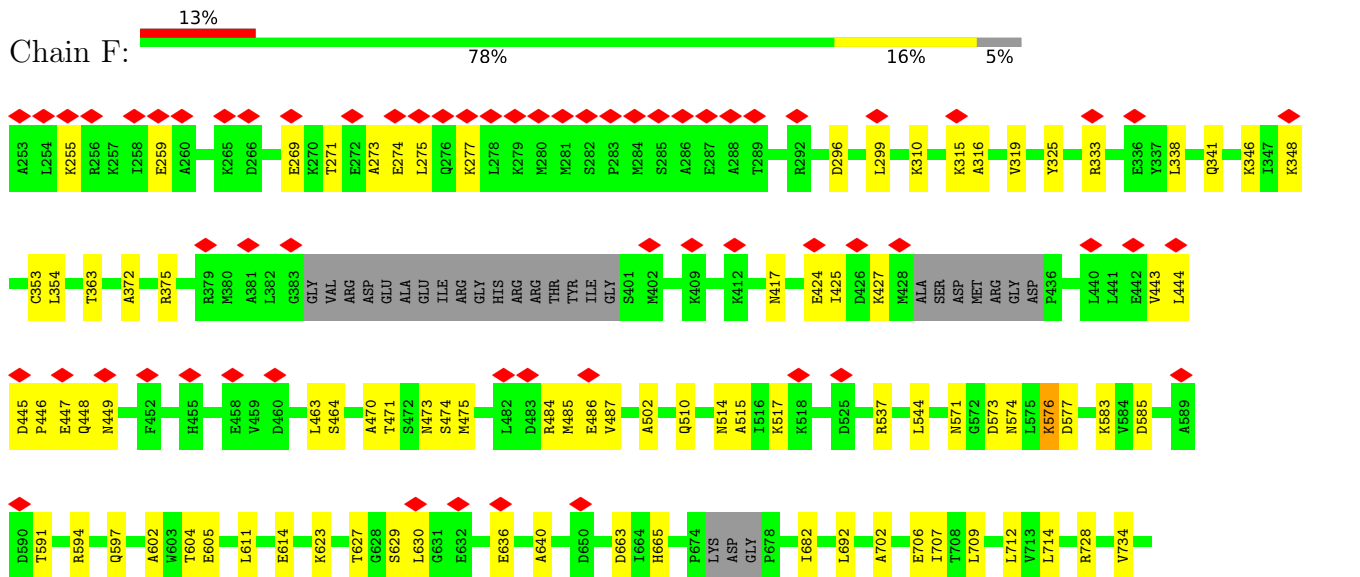 13%
Chain F:
78%
16%
5%
A253 L254 K255 R256 K257 I258 E259 A260 K265 D266 E269 K270 T271 E272 A273 E274 L275 Q276 K277 L278 K279 M280 M281 S282 P283 M284 S285 A286 E287 A288 T289 R292 D296 L299 K310 K315 A316 V319 Y325 R333 E336 Y337 L338 Q341 K346 I347 K348
C353 L354 T363 A372 R375 R379 M380 A381 L382 G383 GLY VAL ARG ASP GLU ALA GLU ILE ARG GLY HIS ARG ARG THR TYR ILE GLY S401 M402 K409 K412 N417 E424 I425 D426 K427 M428 ALA SER ASP MET ARG GLY ASP P436 L440 L441 E442 V443 L444
D445 P446 E447 Q448 N449 F452 H455 E458 V459 D460 L463 S464 A470 T471 S472 N473 S474 M475 L482 D483 R484 M485 E486 V487 A502 Q510 N514 A515 I516 K517 K518 D525 R537 L544 N571 G572 D573 N574 L575 K576 D577 K583 V584 D585 A589
D590 T591 R594 Q597 A602 W603 T604 E605 L611 E614 K623 T627 G628 S629 L630 G631 E632 E636 A640 D650 D663 I664 H665 P674 LYS ASP GLY P678 I682 L692 A702 E706 I707 T708 L709 L712 V713 L714 R728 V734